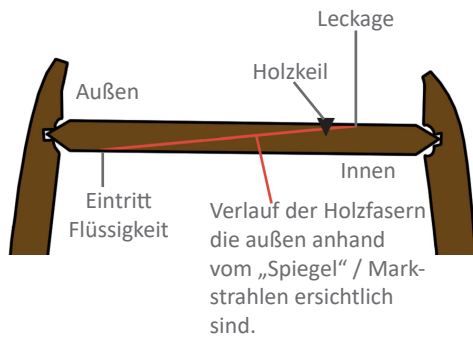 Leckage
Holzkeil
Außen
Innen
Eintritt
Flüssigkeit
Verlauf der Holzfasern
die außen anhand
vom „Spiegel“ / Mark-
strahlen ersichtlich
sind.